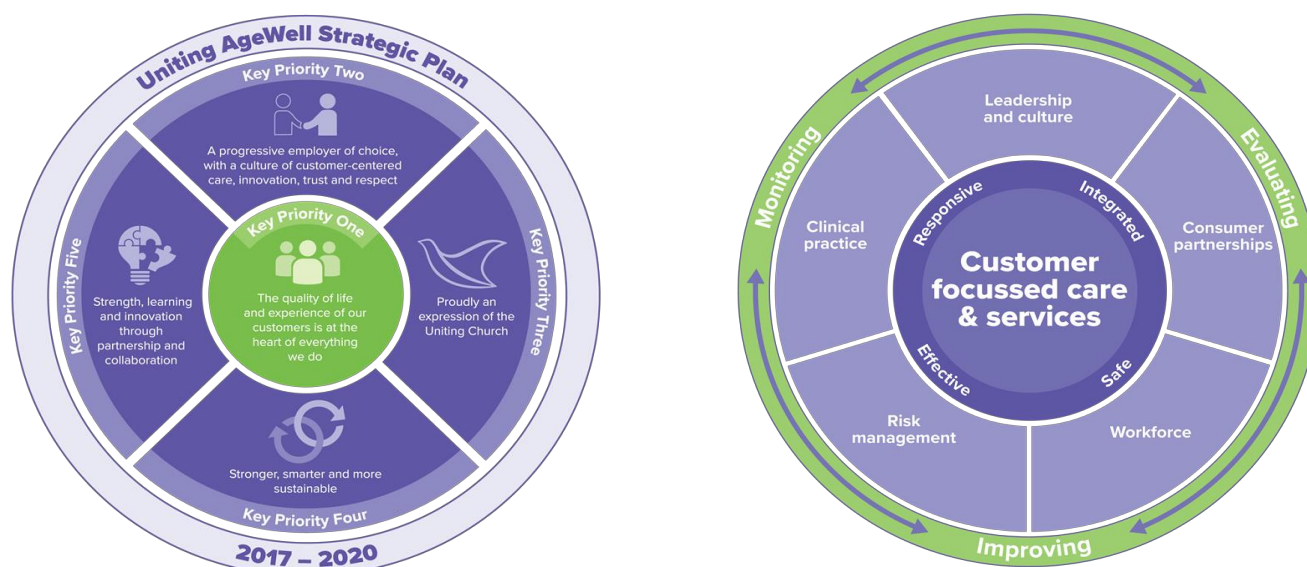 Uniting AgeWell Strategic Plan
Key Priority Two
A progressive employer of choice,
with a culture of customer-centered
care, innovation, trust and respect
Key Priority One
The quality of life
and experience of our
customers is at the
heart of everything
we do
Key Priority Three
Proudly an
expression of the
Uniting Church
Key Priority Four
Stronger, smarter and more
sustainable
Key Priority Five
Strength, learning
and innovation
through
partnership and
collaboration
2017 – 2020
Monitoring
Evaluating
Improving
Leadership
and culture
Consumer
partnerships
Workforce
Risk
management
Clinical
practice
Responsive
Integrated
Safe
Effective
Customer
focussed care
& services